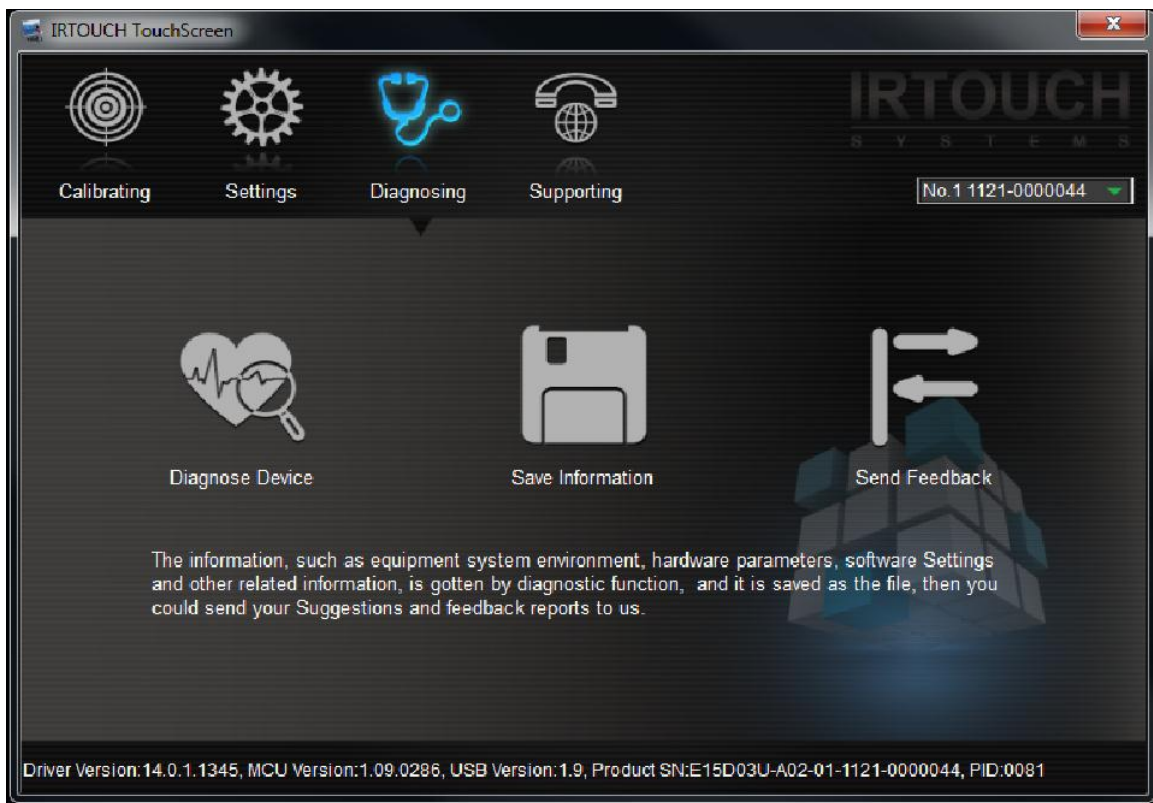 IRTOUCH TouchScreen
IRTOUCH
SYSTEMS
Calibrating Settings Diagnosing Supporting
No.1 1121-0000044
Diagnose Device Save Information Send Feedback
The information, such as equipment system environment, hardware parameters, software Settings
and other related information, is gotten by diagnostic function, and it is saved as the file, then you
could send your Suggestions and feedback reports to us.
Driver Version:14.0.1.1345, MCU Version:1.09.0286, USB Version:1.9, Product SN:E15D03U-A02-01-1121-0000044, PID:0081